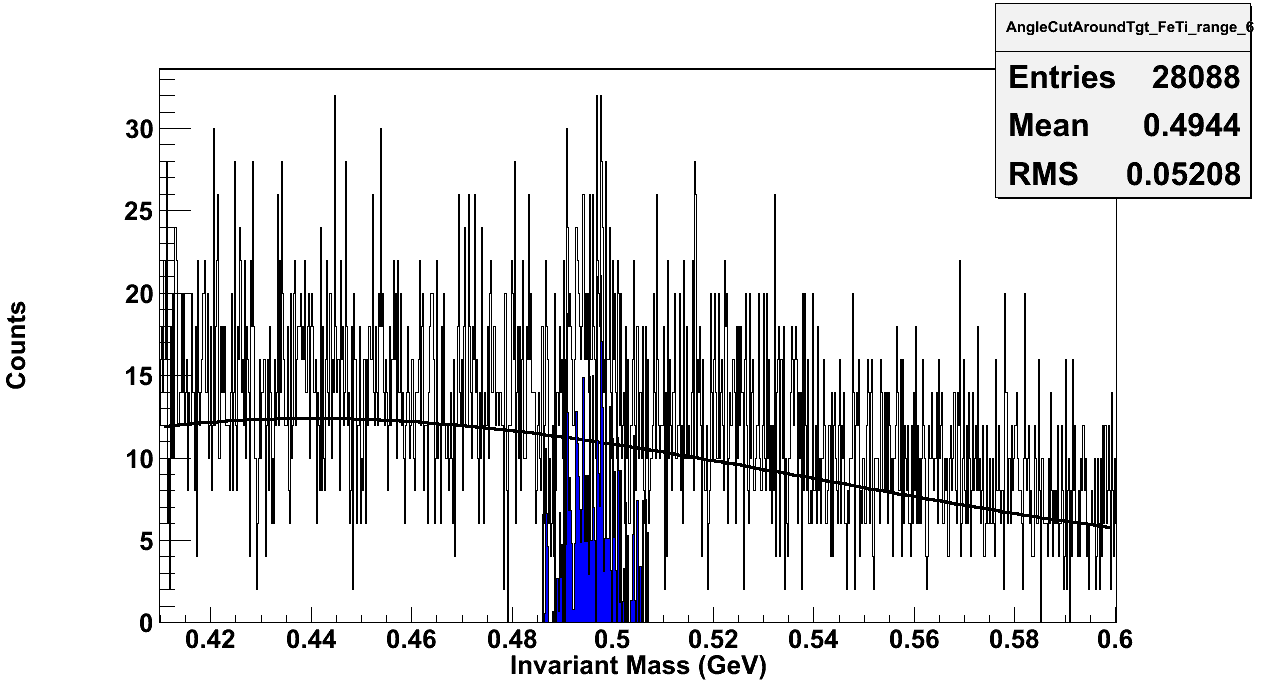 AngleCutAroundTgt_FeTi_range_6
Entries 28088
Mean 0.4944
RMS 0.05208
Counts
30
25
20
15
10
5
0
0.42 0.44 0.46 0.48 0.5 0.52 0.54 0.56 0.58 0.6
Invariant Mass (GeV)